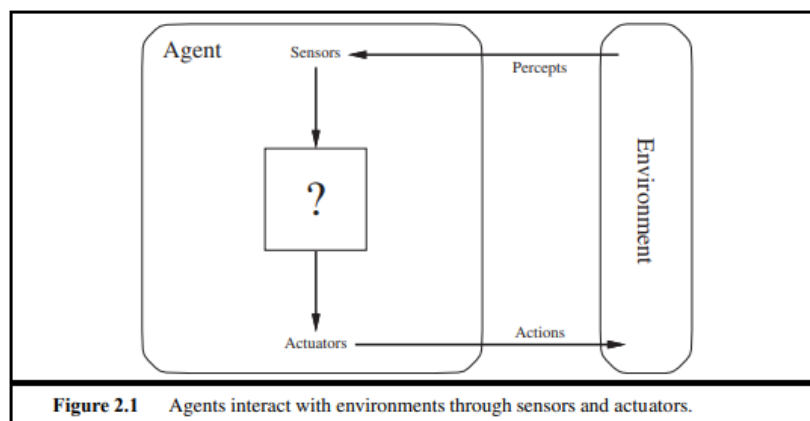 Agent
Sensors
Percepts
?
Environment
Actuators
Actions
Figure 2.1 Agents interact with environments through sensors and actuators.